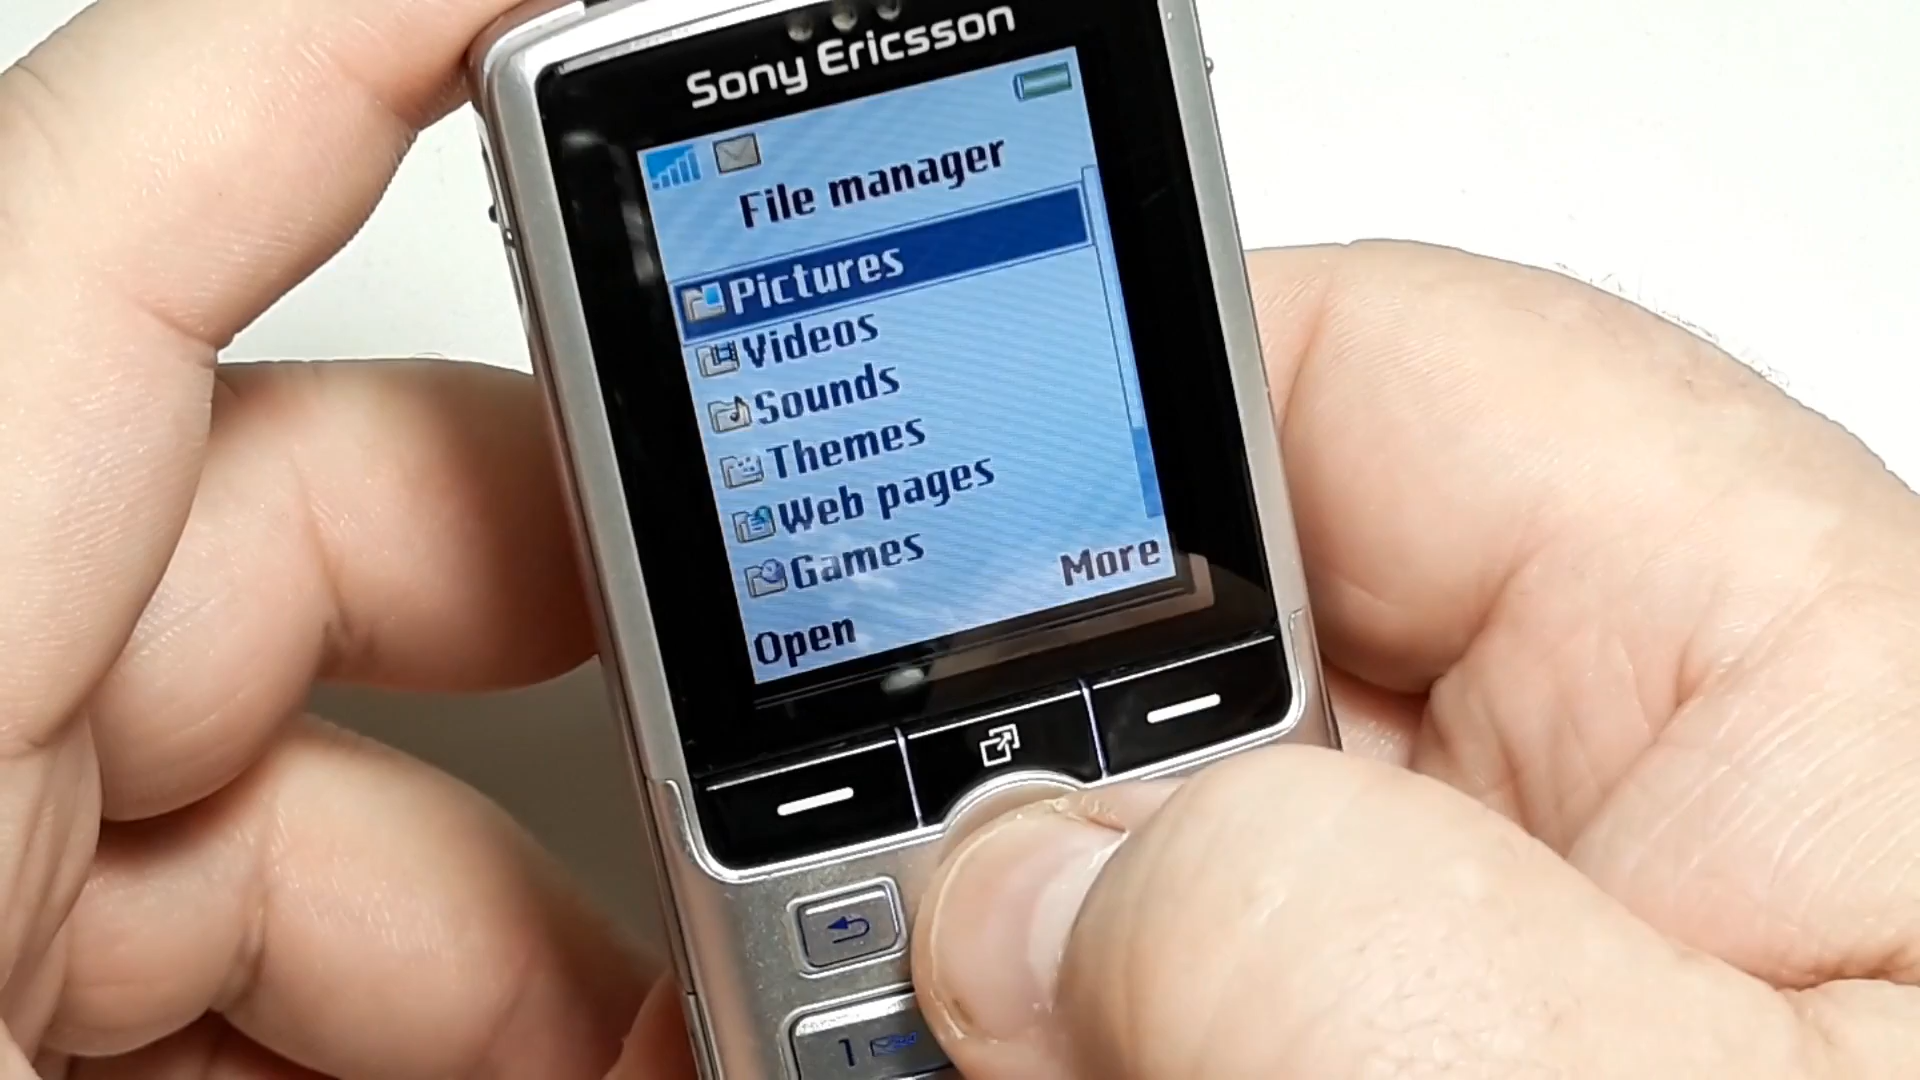 Sony Ericsson
File manager
Pictures
Videos
Sounds
Themes
Web pages
Games
More
Open
1